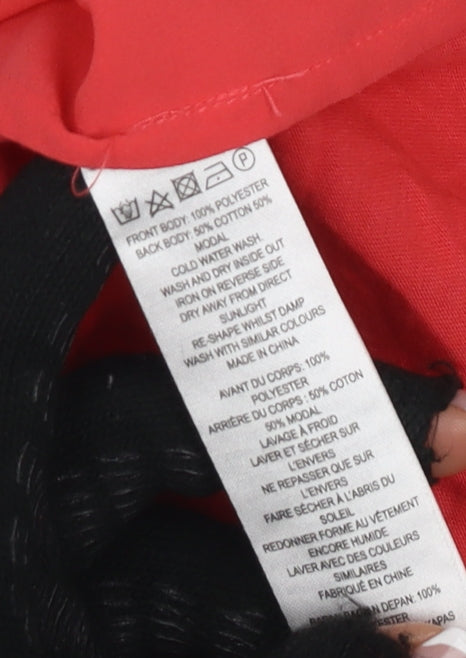 P
FRONT BODY: 100% POLYESTER
BACK BODY: 50% COTTON 50%
MODAL
COLD WATER WASH
WASH AND DRY INSIDE OUT
IRON ON REVERSE SIDE
DRY AWAY FROM DIRECT
SUNLIGHT
RE-SHAPE WHILST DAMP
WASH WITH SIMILAR COLOURS
MADE IN CHINA
AVANT DU CORPS: 100%
POLYESTER
ARRIÈRE DU CORPS : 50% COTON
50% MODAL
LAVAGE À FROID
LAVER ET SÉCHER SUR
L'ENVERS
NE REPASSER QUE SUR
L'ENVERS
FAIRE SÉCHER À L'ABRIS DU
SOLEIL
REDONNER FORME AU VÊTEMENT
ENCORE HUMIDE
LAVER AVEC DES COULEURS
SIMILAIRES
FABRIQUÉ EN CHINE
DEPAN: 100%